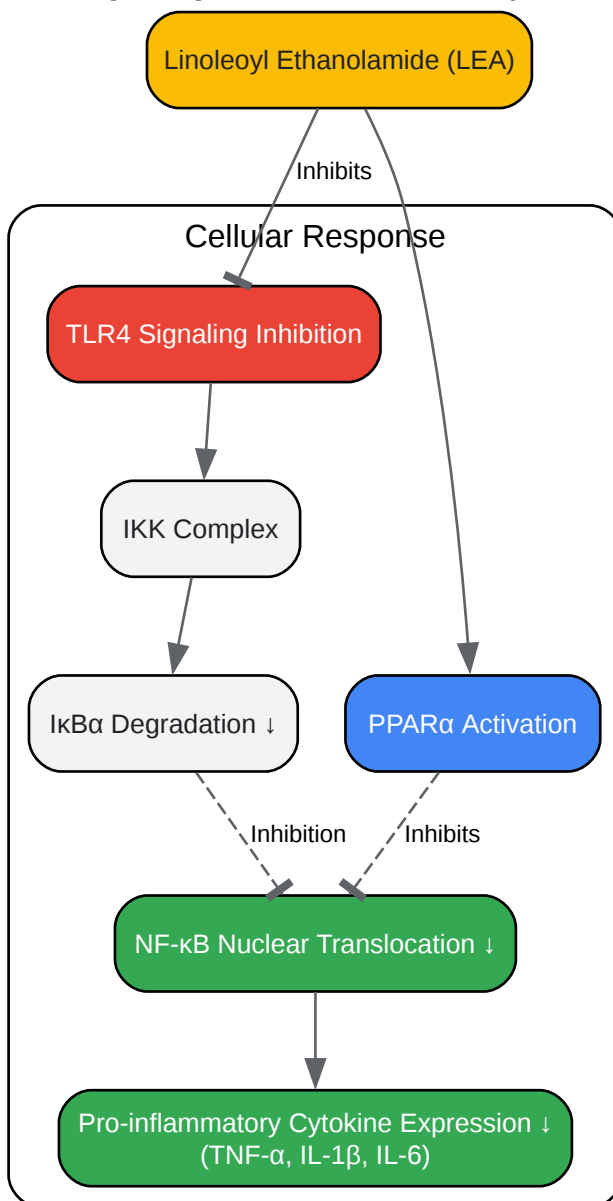 Linoleoyl Ethanolamide (LEA)
Inhibits
Cellular Response
TLR4 Signaling Inhibition
IKK Complex
IκBα Degradation ↓
PPARα Activation
Inhibition
Inhibits
NF-κB Nuclear Translocation ↓
Pro-inflammatory Cytokine Expression ↓
(TNF-α, IL-1β, IL-6)